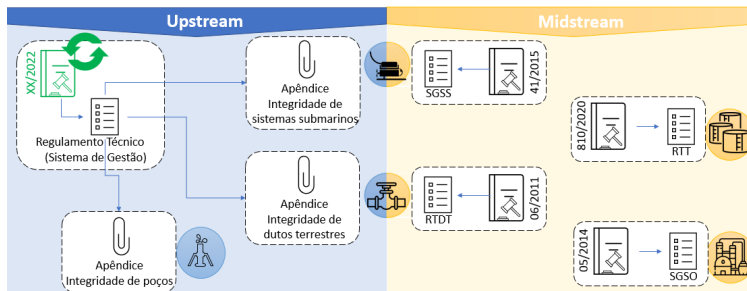 Upstream
Midstream
XX/2022
Regulamento Técnico
(Sistema de Gestão)
Apêndice
Integridade de
sistemas submarinos
SGSS
41/2015
810/2020
RTT
Apêndice
Integridade de
dutos terrestres
RTDT
06/2011
Apêndice
Integridade de poços
05/2014
SGSO